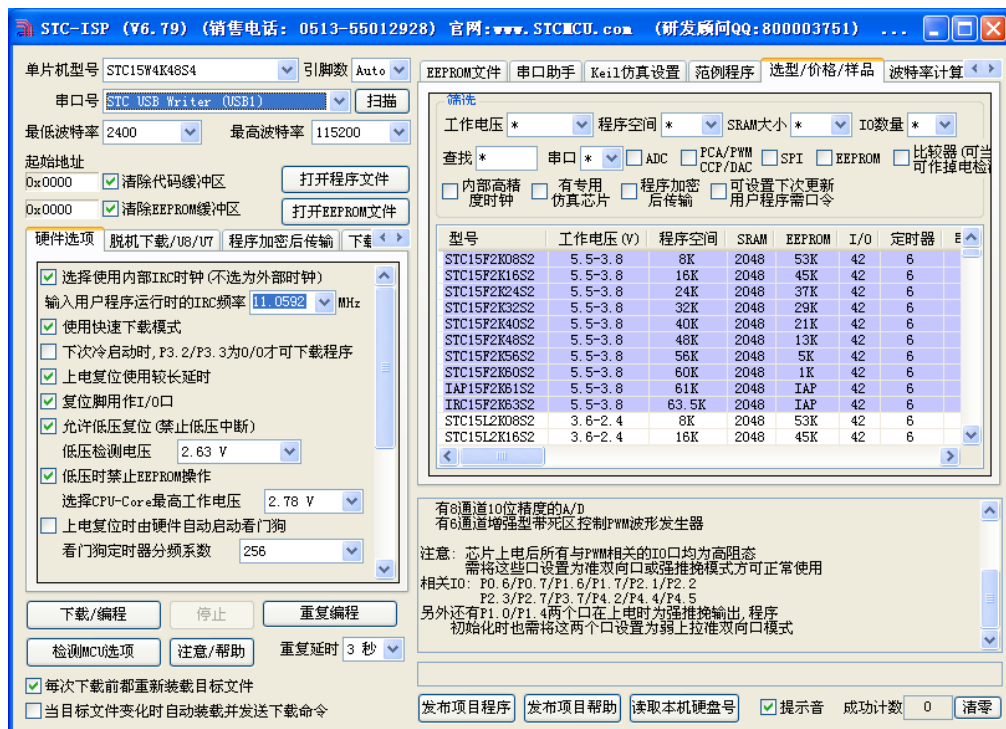 STC-ISP (V6.79) (销售电话: 0513-55012928) 官网:www.STCMCU.com (研发顾问QQ:800003751) ...
单片机型号 STC15W4K48S4 引脚数 Auto
串口号 STC USB Writer (USB1) 扫描
最低波特率 2400 最高波特率 115200
起始地址
0x0000 清除代码缓冲区 打开程序文件
0x0000 清除EEPROM缓冲区 打开EEPROM文件
硬件选项 脱机下载/U8/U7 程序加密后传输 下载
选择使用内部IRC时钟(不选为外部时钟)
输入用户程序运行时的IRC频率 11.0592 MHz
使用快速下载模式
下次冷启动时,P3.2/P3.3为0/0才可下载程序
上电复位使用较长延时
复位脚用作I/O口
允许低压复位(禁止低压中断)
低压检测电压 2.63 V
低压时禁止EEPROM操作
选择CPU-Core最高工作电压 2.78 V
上电复位时由硬件自动启动看门狗
看门狗定时器分频系数 256
下载/编程 停止 重复编程
检测MCU选项 注意/帮助 重复延时 3 秒
每次下载前都重新装载目标文件
当目标文件变化时自动装载并发送下载命令
EEPROM文件 串口助手 Keil仿真设置 范例程序 选型/价格/样品 波特率计算
筛选
工作电压 * 程序空间 * SRAM大小 * IO数量 *
查找 * 串口 * ADC PCA/PWM SPI EEPROM 比较器(可当
CCP/DAC 可作掉电检测
内部高精 有专用 程序加密 可设置下次更新
度时钟 仿真芯片 后传输 用户程序需口令
型号 工作电压(V) 程序空间 SRAM EEPROM I/O 定时器
STC15F2K08S2 5.5-3.8 8K 2048 53K 42 6
STC15F2K16S2 5.5-3.8 16K 2048 45K 42 6
STC15F2K24S2 5.5-3.8 24K 2048 37K 42 6
STC15F2K32S2 5.5-3.8 32K 2048 29K 42 6
STC15F2K40S2 5.5-3.8 40K 2048 21K 42 6
STC15F2K48S2 5.5-3.8 48K 2048 13K 42 6
STC15F2K56S2 5.5-3.8 56K 2048 5K 42 6
STC15F2K60S2 5.5-3.8 60K 2048 1K 42 6
IAP15F2K61S2 5.5-3.8 61K 2048 IAP 42 6
IRC15F2K63S2 5.5-3.8 63.5K 2048 IAP 42 6
STC15L2K08S2 3.6-2.4 8K 2048 53K 42 6
STC15L2K16S2 3.6-2.4 16K 2048 45K 42 6
有8通道10位精度的A/D
有6通道增强型带死区控制PWM波形发生器
注意: 芯片上电后所有与PWM相关的IO口均为高阻态
需将这些口设置为准双向口或强推挽模式方可正常使用
相关IO: P0.6/P0.7/P1.6/P1.7/P2.1/P2.2
P2.3/P2.7/P3.7/P4.2/P4.4/P4.5
另外还有P1.0/P1.4两个口在上电时为强推挽输出,程序
初始化时也需将这两个口设置为弱上拉准双向口模式
发布项目程序 发布项目帮助 读取本机硬盘号 提示音 成功计数 0 清零